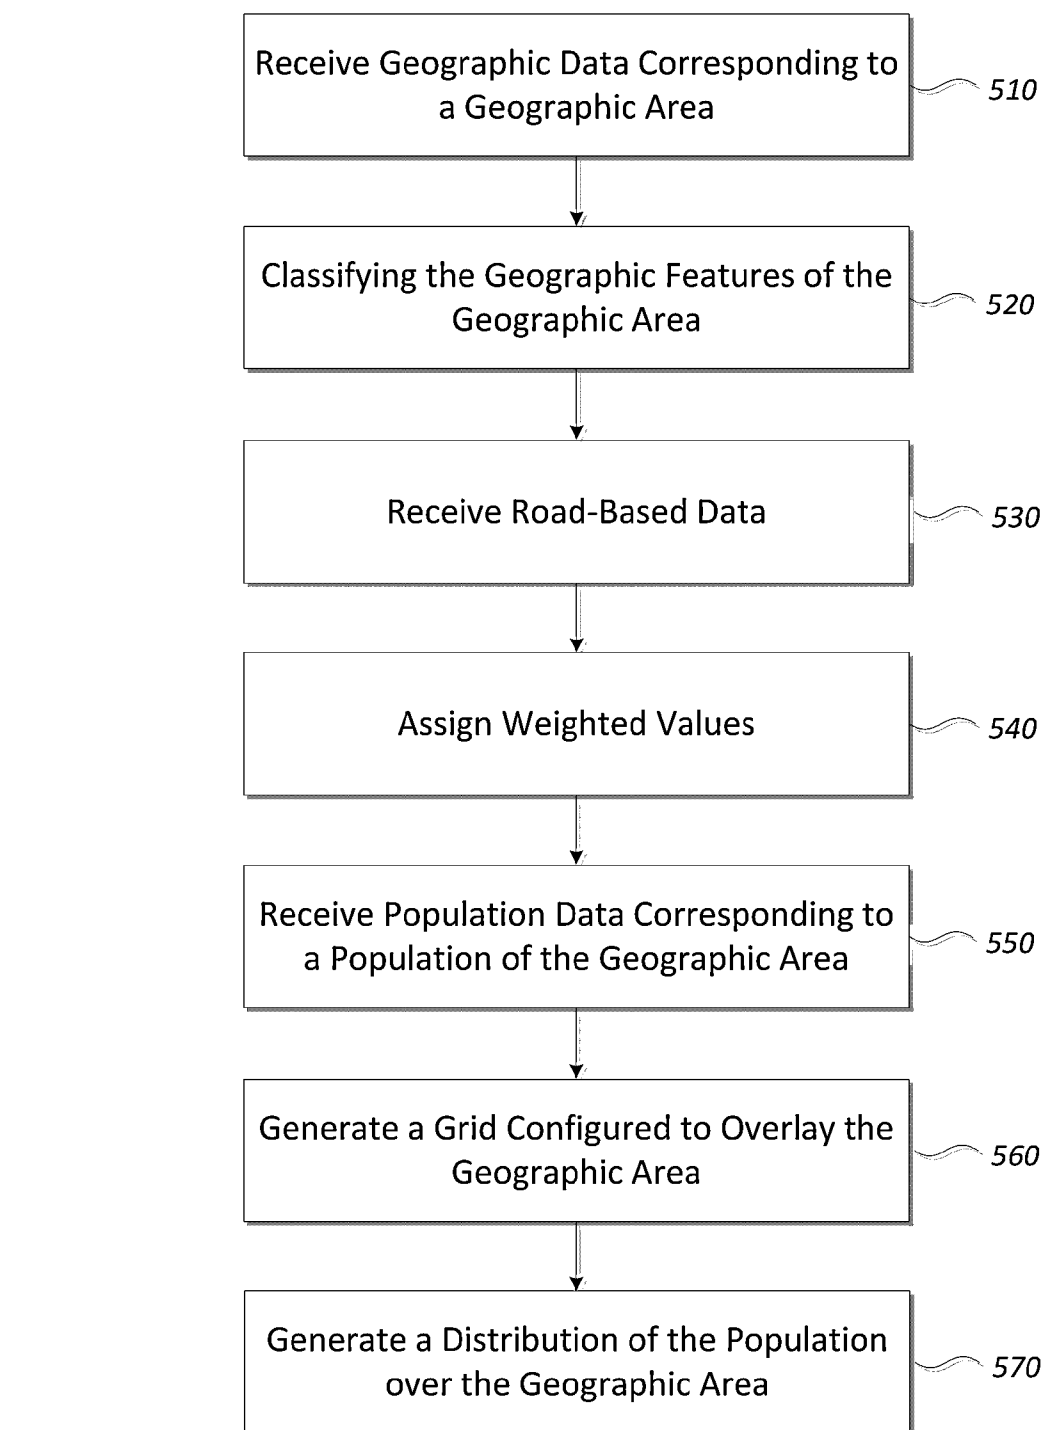 Receive Geographic Data Corresponding to
a Geographic Area
510
Classifying the Geographic Features of the
Geographic Area
520
Receive Road-Based Data
530
Assign Weighted Values
540
Receive Population Data Corresponding to
a Population of the Geographic Area
550
Generate a Grid Configured to Overlay the
Geographic Area
560
Generate a Distribution of the Population
over the Geographic Area
570